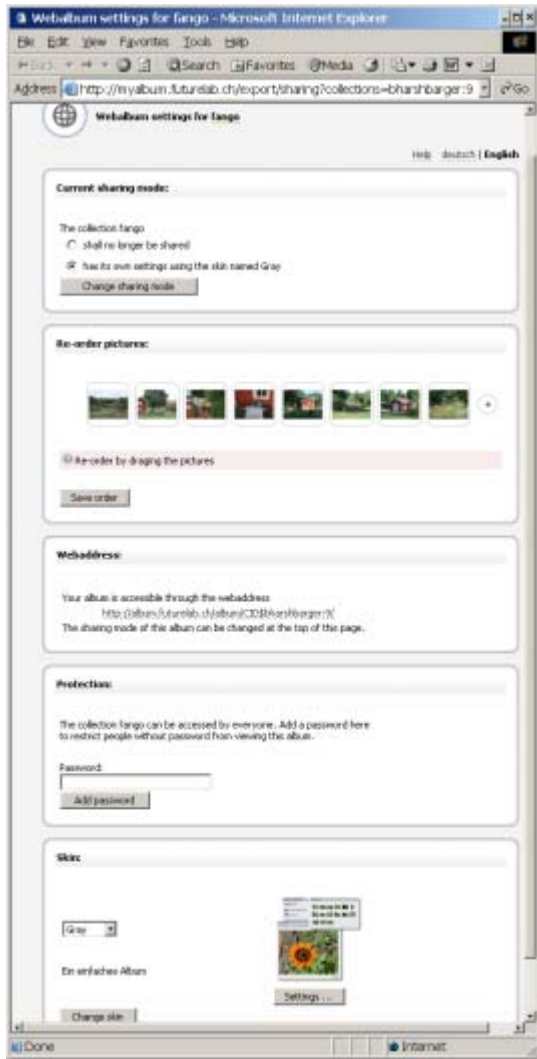 Webalbum settings for fango - Microsoft Internet Explorer
File Edit View Favorites Tools Help
Search Favorites Media
Address http://myalbum.futurelab.ch/export/sharing?collections=bharshbarger:9 Go
Webalbum settings for fango
Help deutsch | English
Current sharing mode:
The collection fango
shall no longer be shared
has its own settings using the skin named Gray
Change sharing mode
Re-order pictures:
Re-order by draging the pictures
Save order
Webaddress:
Your album is accessible through the webaddress
The sharing mode of this album can be changed at the top of this page.
Protection:
The collection fango can be accessed by everyone. Add a password here
to restrict people without password from viewing this album.
Password:
Add password
Skin:
Gray
Ein einfaches Album
Settings ...
Change skin
Done
Internet